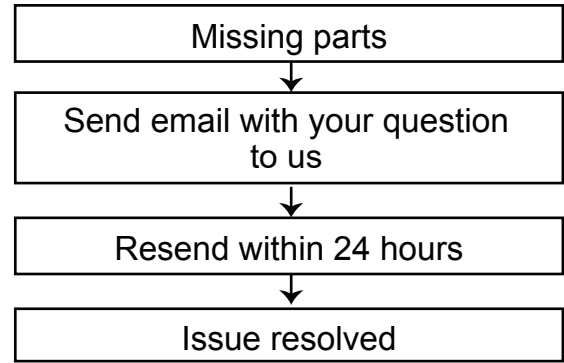 Missing parts
Send email with your question
to us
Resend within 24 hours
Issue resolved